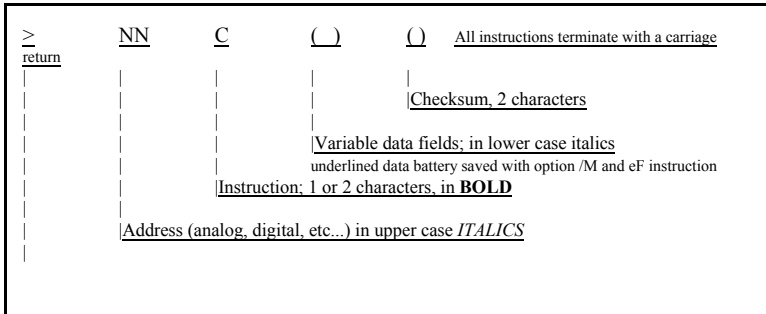 > NN C ( ) ( ) All instructions terminate with a carriage
return
|Checksum, 2 characters
|Variable data fields; in lower case italics
underlined data battery saved with option /M and eF instruction
|Instruction; 1 or 2 characters, in BOLD
|Address (analog, digital, etc...) in upper case ITALICS